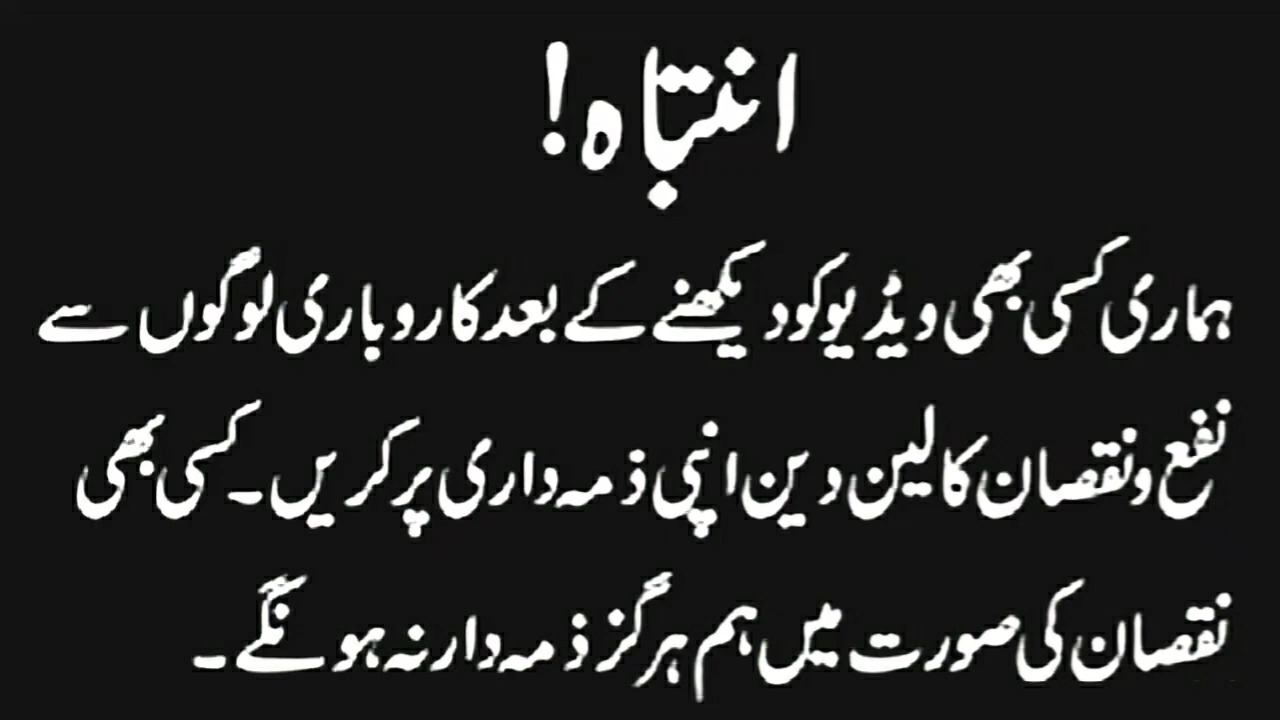 انتباہ!
ہماری کسی بھی ویڈیو کو دیکھنے کے بعد کاروباری لوگوں سے
نفع و نقصان کا لین دین اپنی ذمہ داری پر کریں۔ کسی بھی
نقصان کی صورت میں ہم ہرگز ذمہ دار نہ ہونگے۔